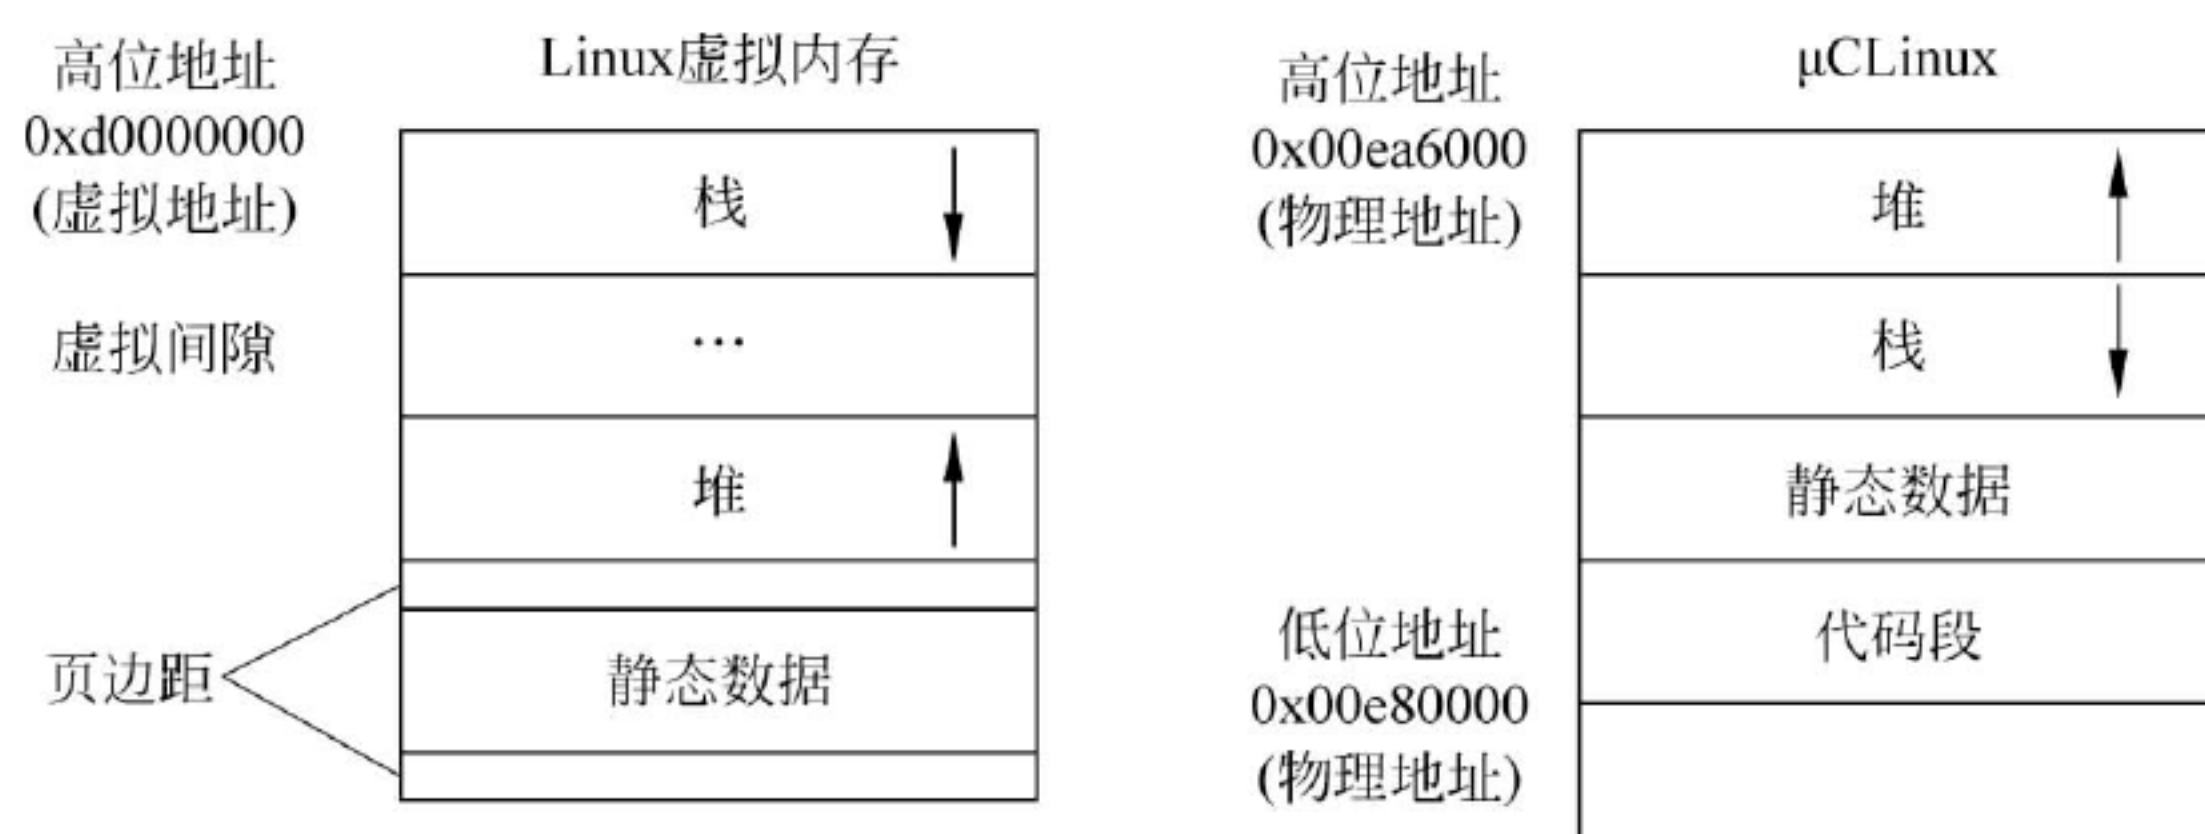 Linux虚拟内存
高位地址
0xd0000000
(虚拟地址)
栈
虚拟间隙
…
堆
页边距
静态数据
μCLinux
高位地址
0x00ea6000
(物理地址)
堆
栈
静态数据
代码段
低位地址
0x00e80000
(物理地址)